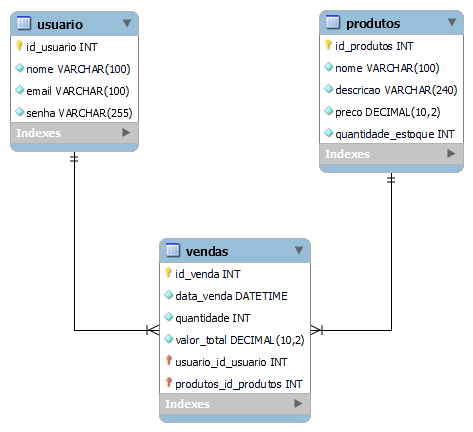 usuario
id_usuario INT
nome VARCHAR(100)
email VARCHAR(100)
senha VARCHAR(255)
Indexes
produtos
id_produtos INT
nome VARCHAR(100)
descricao VARCHAR(240)
preco DECIMAL(10,2)
quantidade_estoque INT
Indexes
vendas
id_venda INT
data_venda DATETIME
quantidade INT
valor_total DECIMAL(10,2)
usuario_id_usuario INT
produtos_id_produtos INT
Indexes